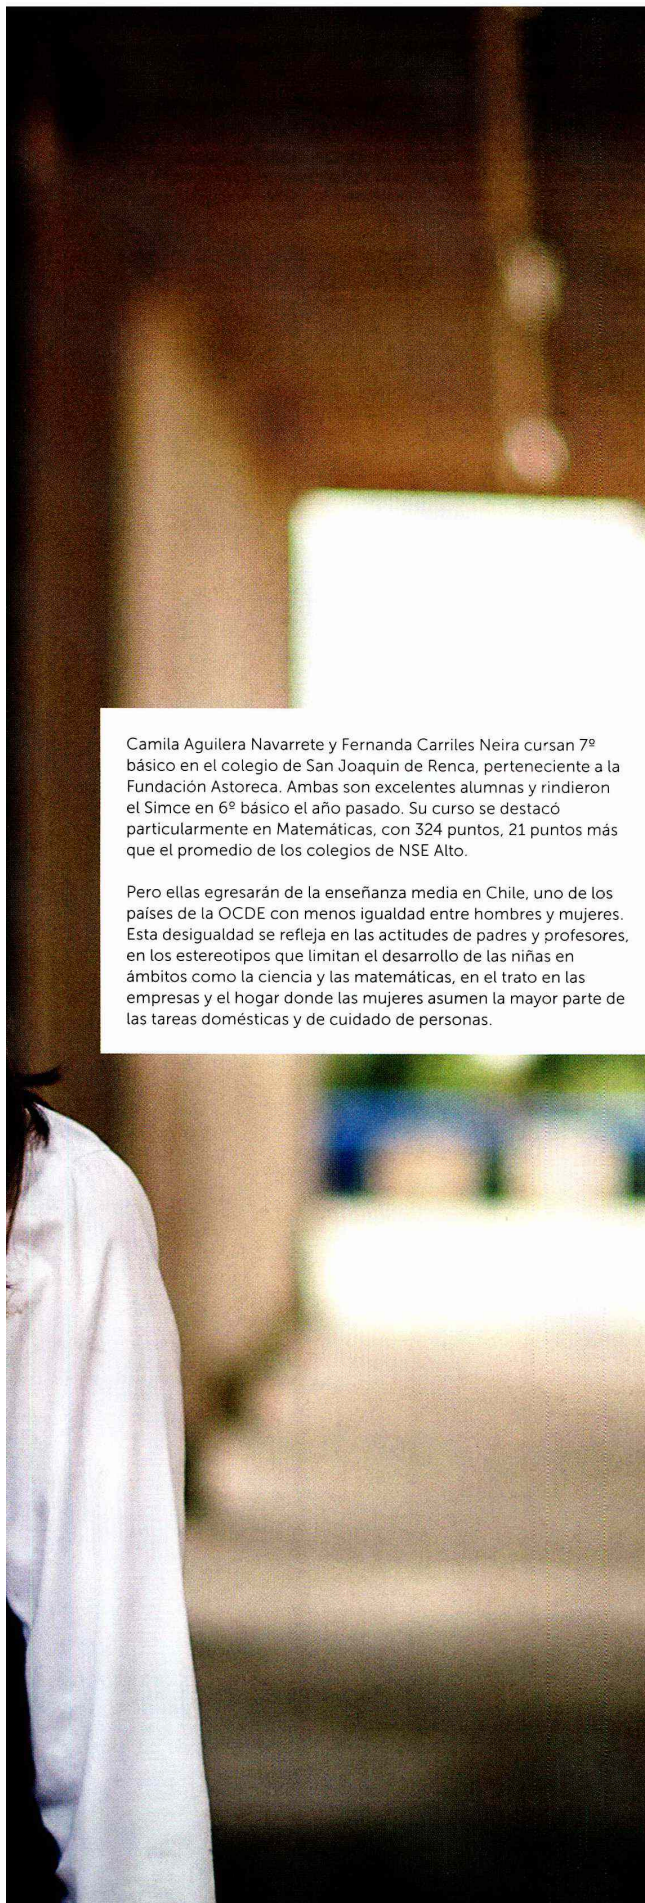 Camila Aguilera Navarrete y Fernanda Carriles Neira cursan 7º
básico en el colegio de San Joaquin de Renca, perteneciente a la
Fundación Astoreca. Ambas son excelentes alumnas y rindieron
el Simce en 6º básico el año pasado. Su curso se destacó
particularmente en Matemáticas, con 324 puntos, 21 puntos más
que el promedio de los colegios de NSE Alto.
Pero ellas egresarán de la enseñanza media en Chile, uno de los
países de la OCDE con menos igualdad entre hombres y mujeres.
Esta desigualdad se refleja en las actitudes de padres y profesores,
en los estereotipos que limitan el desarrollo de las niñas en
ámbitos como la ciencia y las matemáticas, en el trato en las
empresas y el hogar donde las mujeres asumen la mayor parte de
las tareas domésticas y de cuidado de personas.